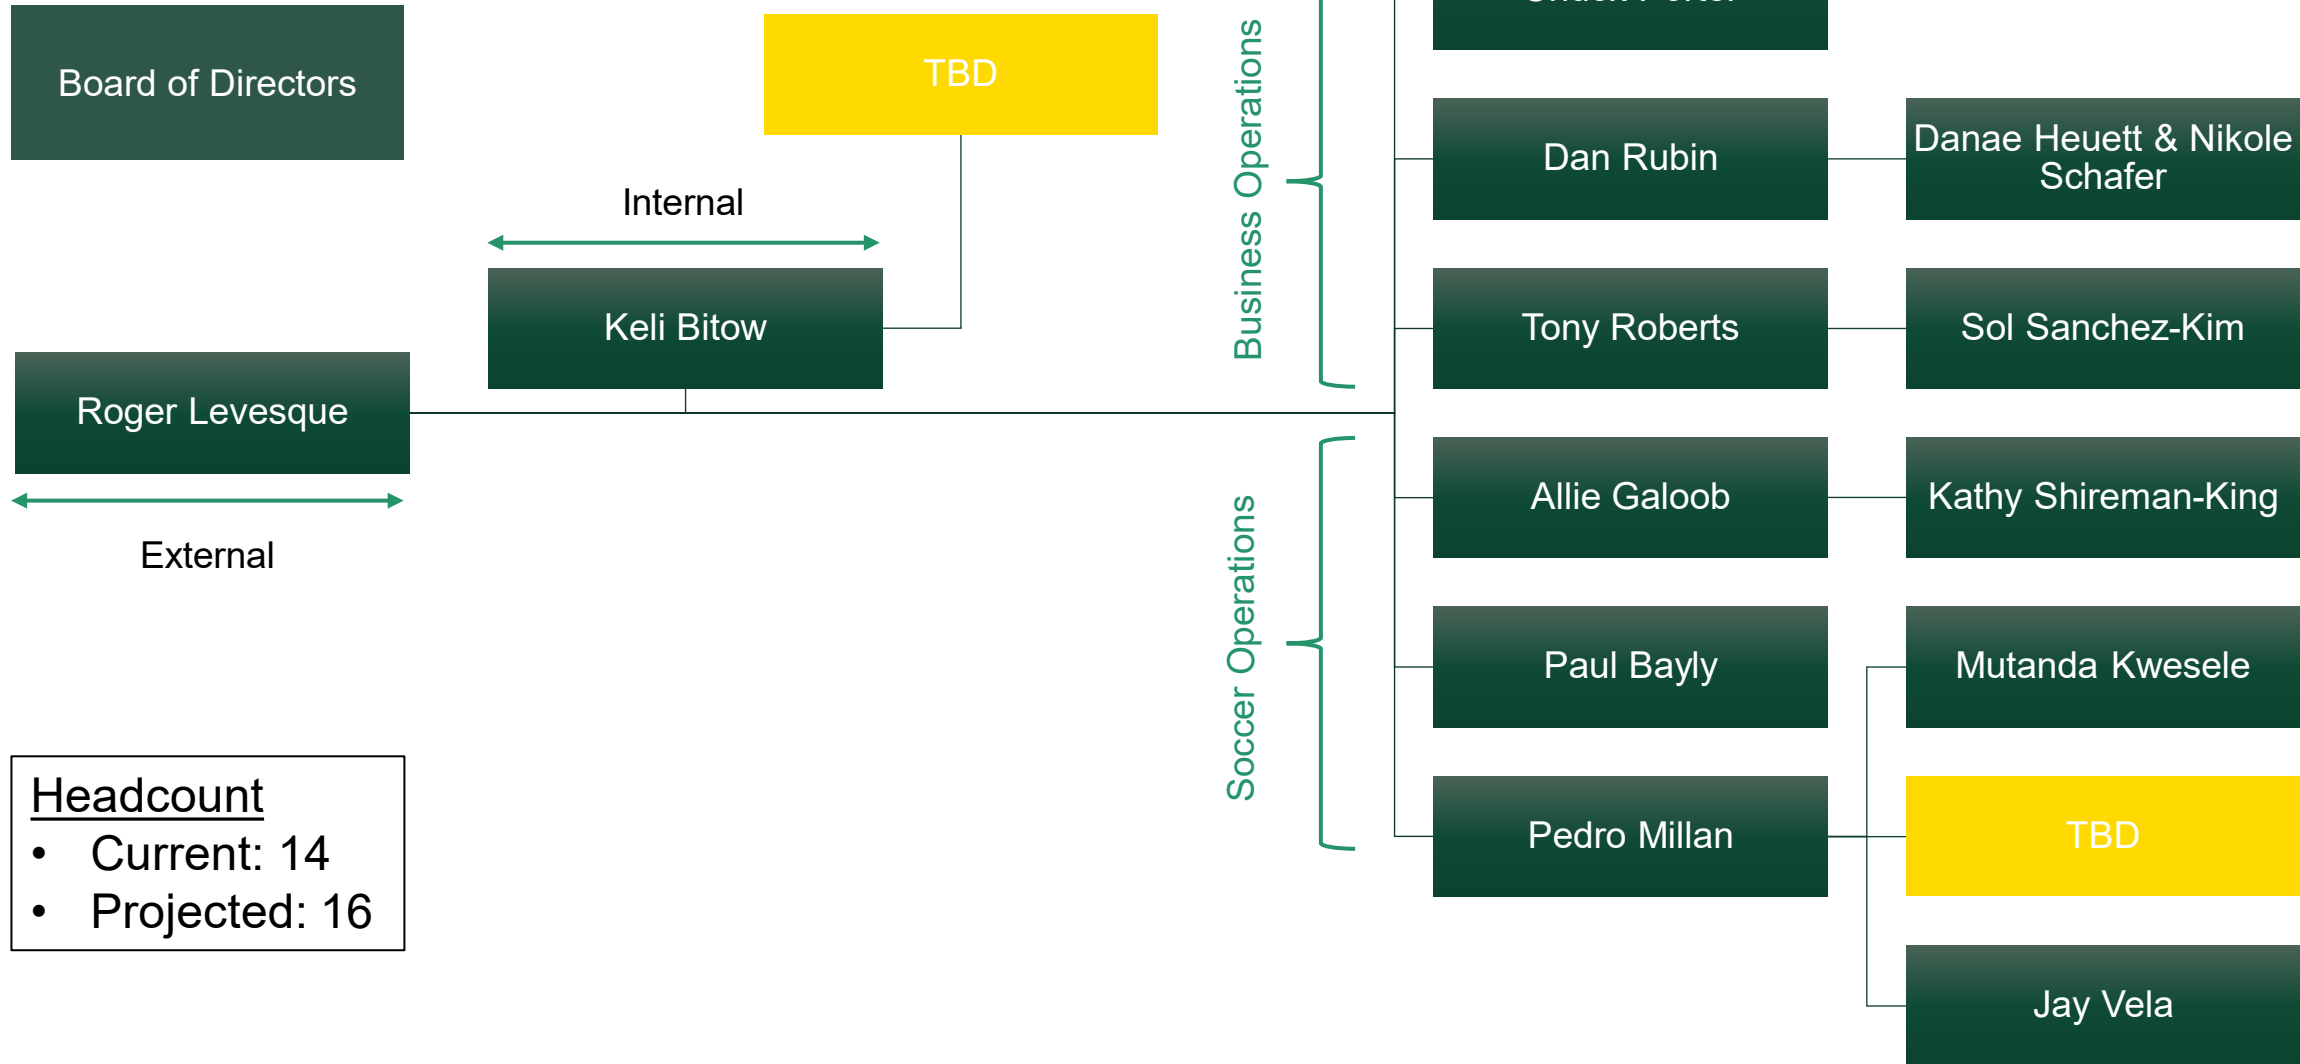 Board of Directors
TBD
Internal
Keli Bitow
Roger Levesque
External
Headcount
• Current: 14
• Projected: 16
Business Operations
Soccer Operations
Dan Rubin
Danae Heuett & Nikole
Schafer
Tony Roberts
Sol Sanchez-Kim
Allie Galoob
Kathy Shireman-King
Paul Bayly
Mutanda Kwesele
Pedro Millan
TBD
Jay Vela